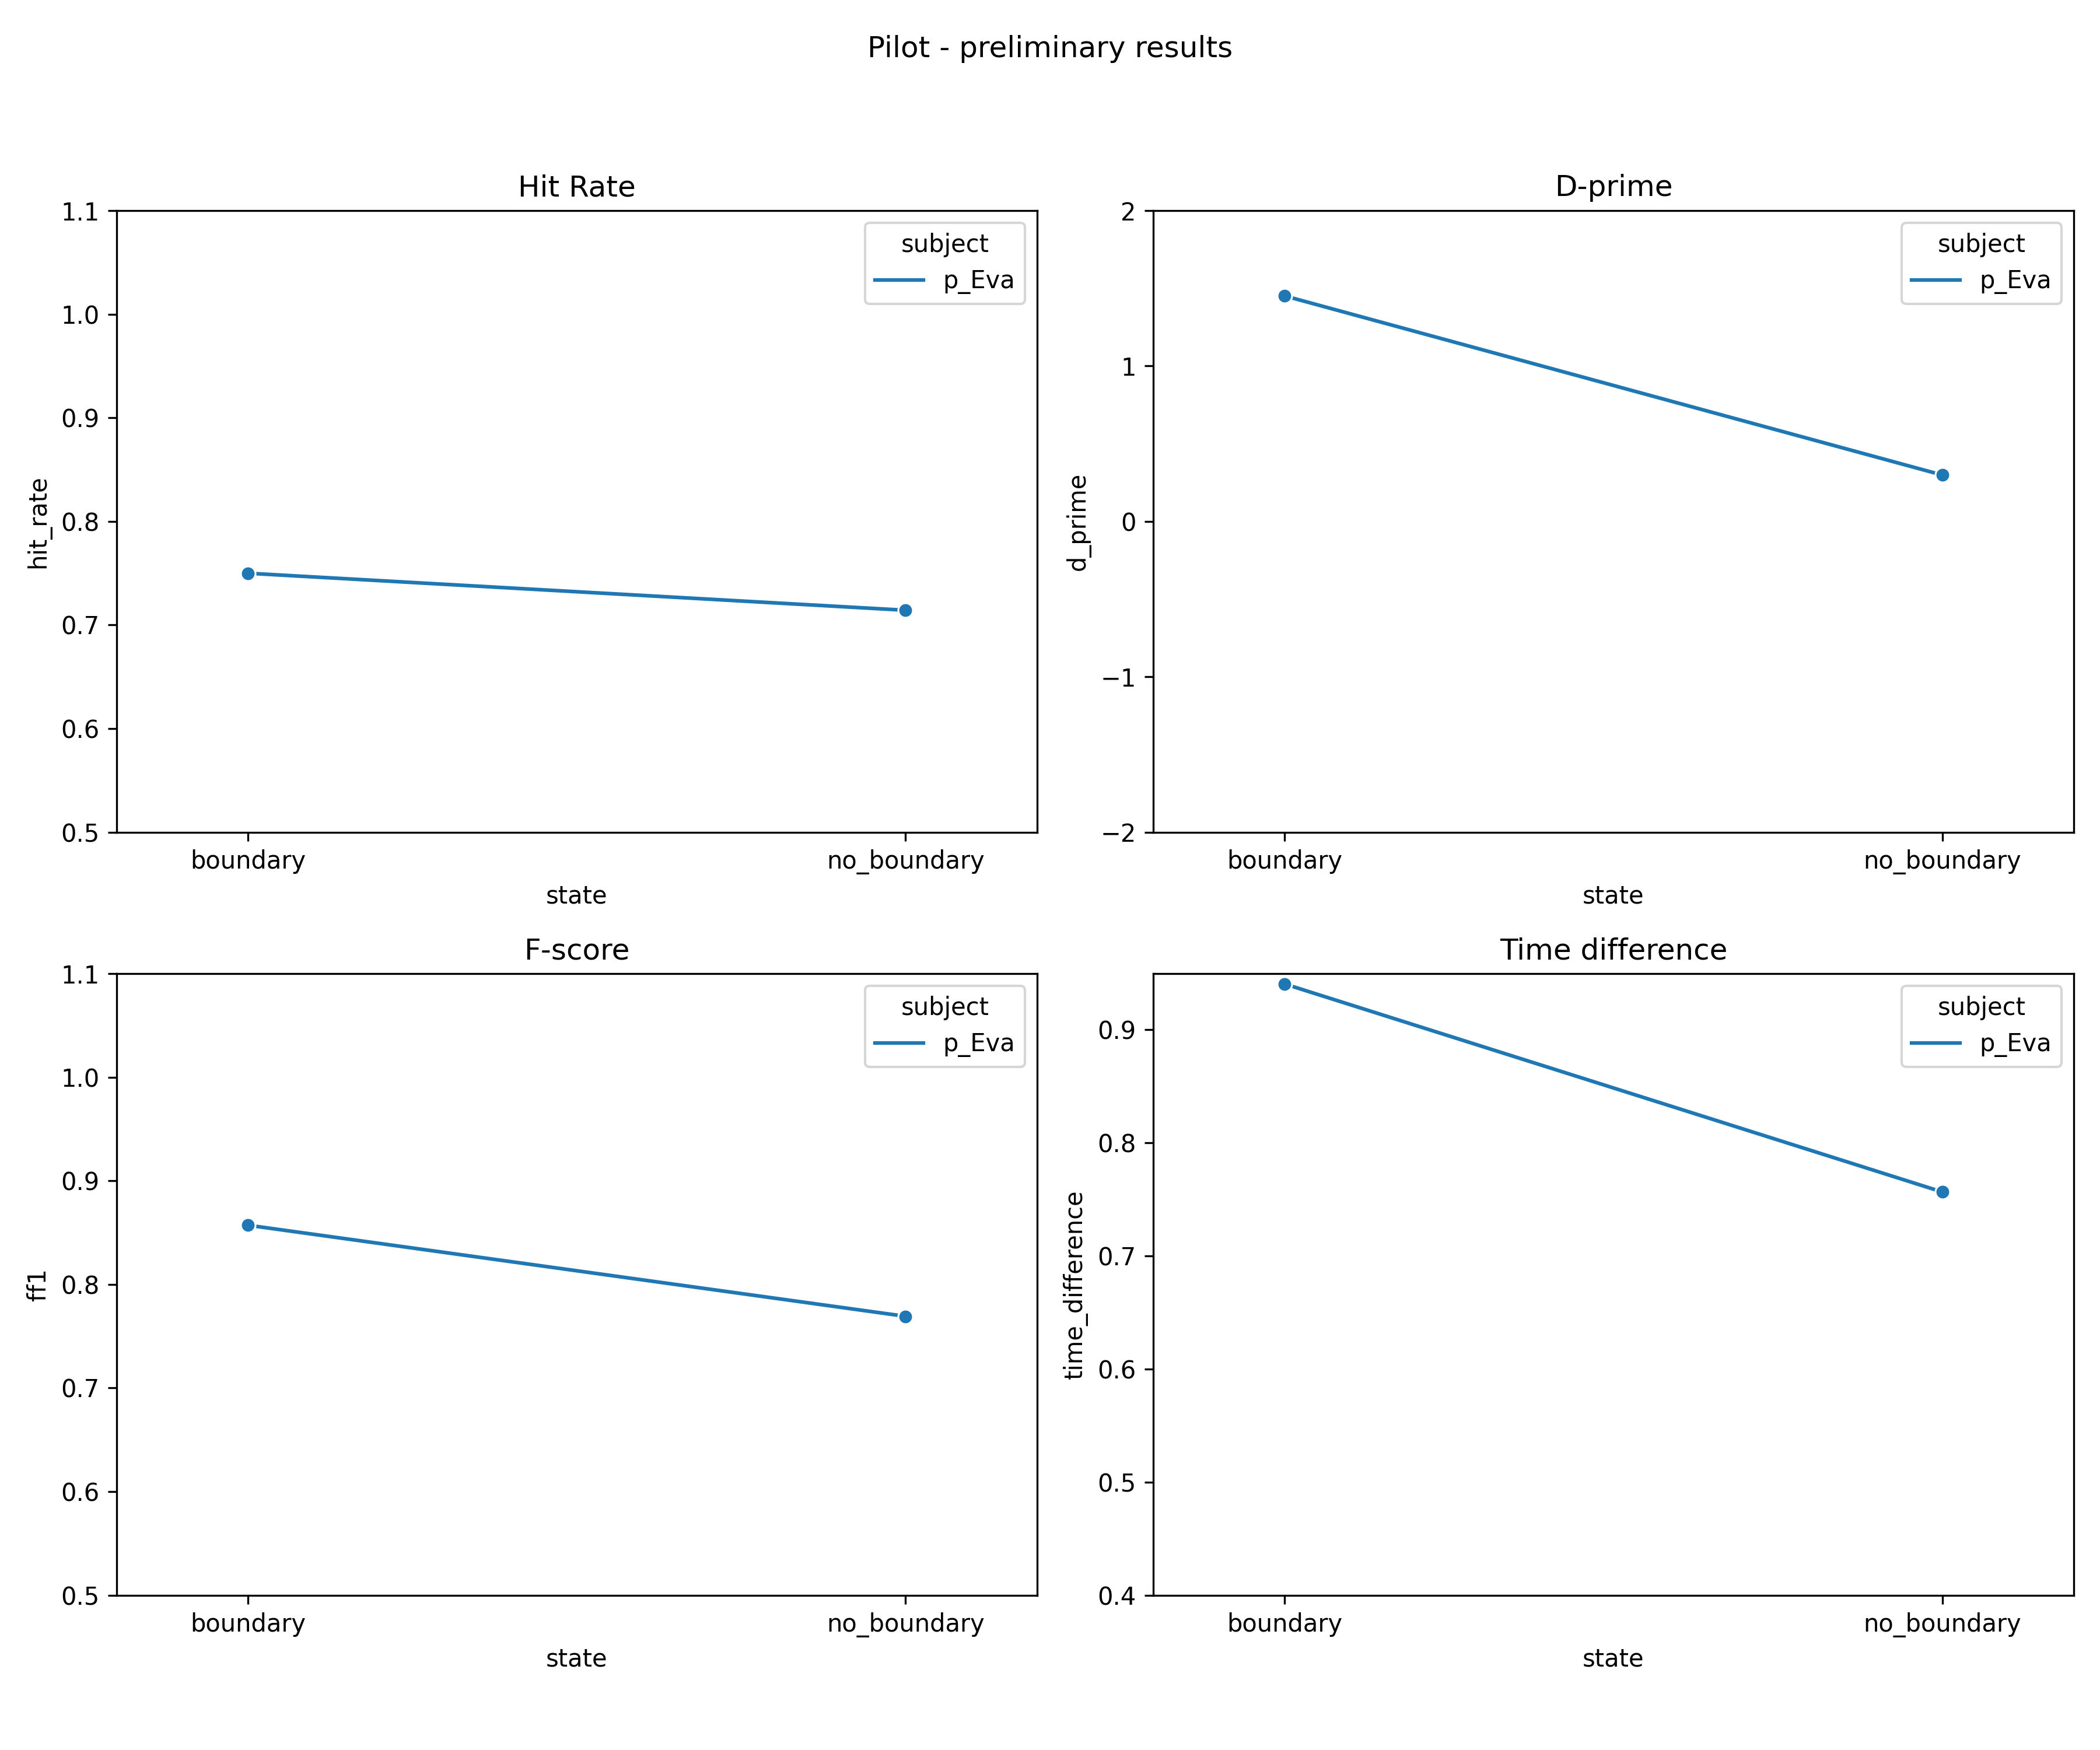 Pilot - preliminary results
Hit Rate
1.1
1.0
0.9
0.8
0.7
0.6
0.5
hit_rate
subject
p_Eva
boundary
no_boundary
state
D-prime
2
1
0
−1
−2
d_prime
subject
p_Eva
boundary
no_boundary
state
F-score
1.1
1.0
0.9
0.8
0.7
0.6
0.5
ff1
subject
p_Eva
boundary
no_boundary
state
Time difference
0.9
0.8
0.7
0.6
0.5
0.4
time_difference
subject
p_Eva
boundary
no_boundary
state